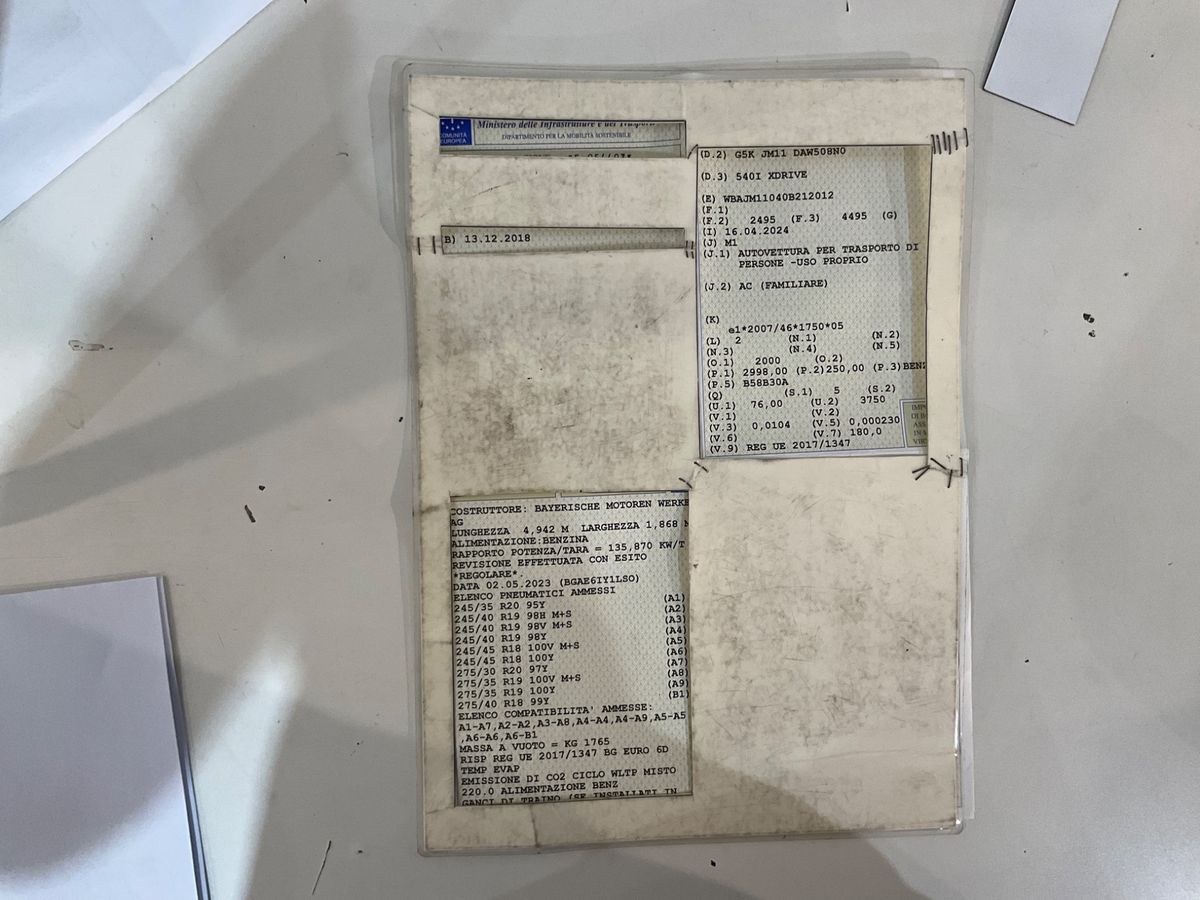 COMUNITÀ
EUROPEA
Ministero delle Infrastrutture e dei Trasporti
DIPARTIMENTO PER LA MOBILITÀ SOSTENIBILE
B) 13.12.2018
(D.2) G5K JM11 DAW508N0
(D.3) 540I XDRIVE
(E) WBAJM11040B212012
(F.1)
(F.2) 2495 (F.3) 4495 (G)
(I) 16.04.2024
(J) M1
(J.1) AUTOVETTURA PER TRASPORTO DI
PERSONE -USO PROPRIO
(J.2) AC (FAMILIARE)
(K)
e1*2007/46*1750*05
(L) 2 (N.1) (N.2)
(N.3) (N.4) (N.5)
(O.1) 2000 (O.2)
(P.1) 2998,00 (P.2)250,00 (P.3)BENZ
(P.5) B58B30A
(Q) (S.1) 5 (S.2)
(U.1) 76,00 (U.2) 3750
(V.1) (V.2)
(V.3) 0,0104 (V.5) 0,000230
(V.6) (V.7) 180,0
(V.9) REG UE 2017/1347
COSTRUTTORE: BAYERISCHE MOTOREN WERKE
AG
LUNGHEZZA 4,942 M LARGHEZZA 1,868 M
ALIMENTAZIONE:BENZINA
RAPPORTO POTENZA/TARA = 135,870 KW/T
REVISIONE EFFETTUATA CON ESITO
*REGOLARE*.
DATA 02.05.2023 (BGAE6IY1LSO)
ELENCO PNEUMATICI AMMESSI
245/35 R20 95Y (A1)
245/40 R19 98H M+S (A2)
245/40 R19 98V M+S (A3)
245/40 R19 98Y (A4)
245/45 R18 100V M+S (A5)
245/45 R18 100Y (A6)
275/30 R20 97Y (A7)
275/35 R19 100V M+S (A8)
275/35 R19 100Y (A9)
275/40 R18 99Y (B1)
ELENCO COMPATIBILITA' AMMESSE:
A1-A7,A2-A2,A3-A8,A4-A4,A4-A9,A5-A5
,A6-A6,A6-B1
MASSA A VUOTO = KG 1765
RISP REG UE 2017/1347 BG EURO 6D
TEMP EVAP
EMISSIONE DI CO2 CICLO WLTP MISTO
220.0 ALIMENTAZIONE BENZ
GANCI DI TRAINO (SE INSTALLATI IN